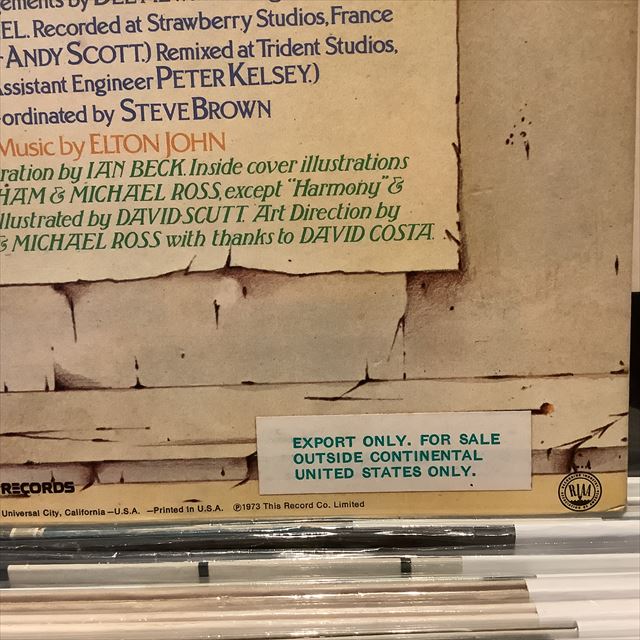 EL. Recorded at Strawberry Studios, France
ANDY SCOTT.) Remixed at Trident Studios,
Assistant Engineer PETER KELSEY.)
ordinated by STEVE BROWN
Music by ELTON JOHN
ration by IAN BECK. Inside cover illustrations
HAM & MICHAEL ROSS, except "Harmony" &
llustrated by DAVID SCUTT. Art Direction by
& MICHAEL ROSS with thanks to DAVID COSTA.
EXPORT ONLY. FOR SALE
OUTSIDE CONTINENTAL
UNITED STATES ONLY.
RECORDS
Universal City, California – U.S.A. – Printed in U.S.A. ℗1973 This Record Co. Limited
RIAA